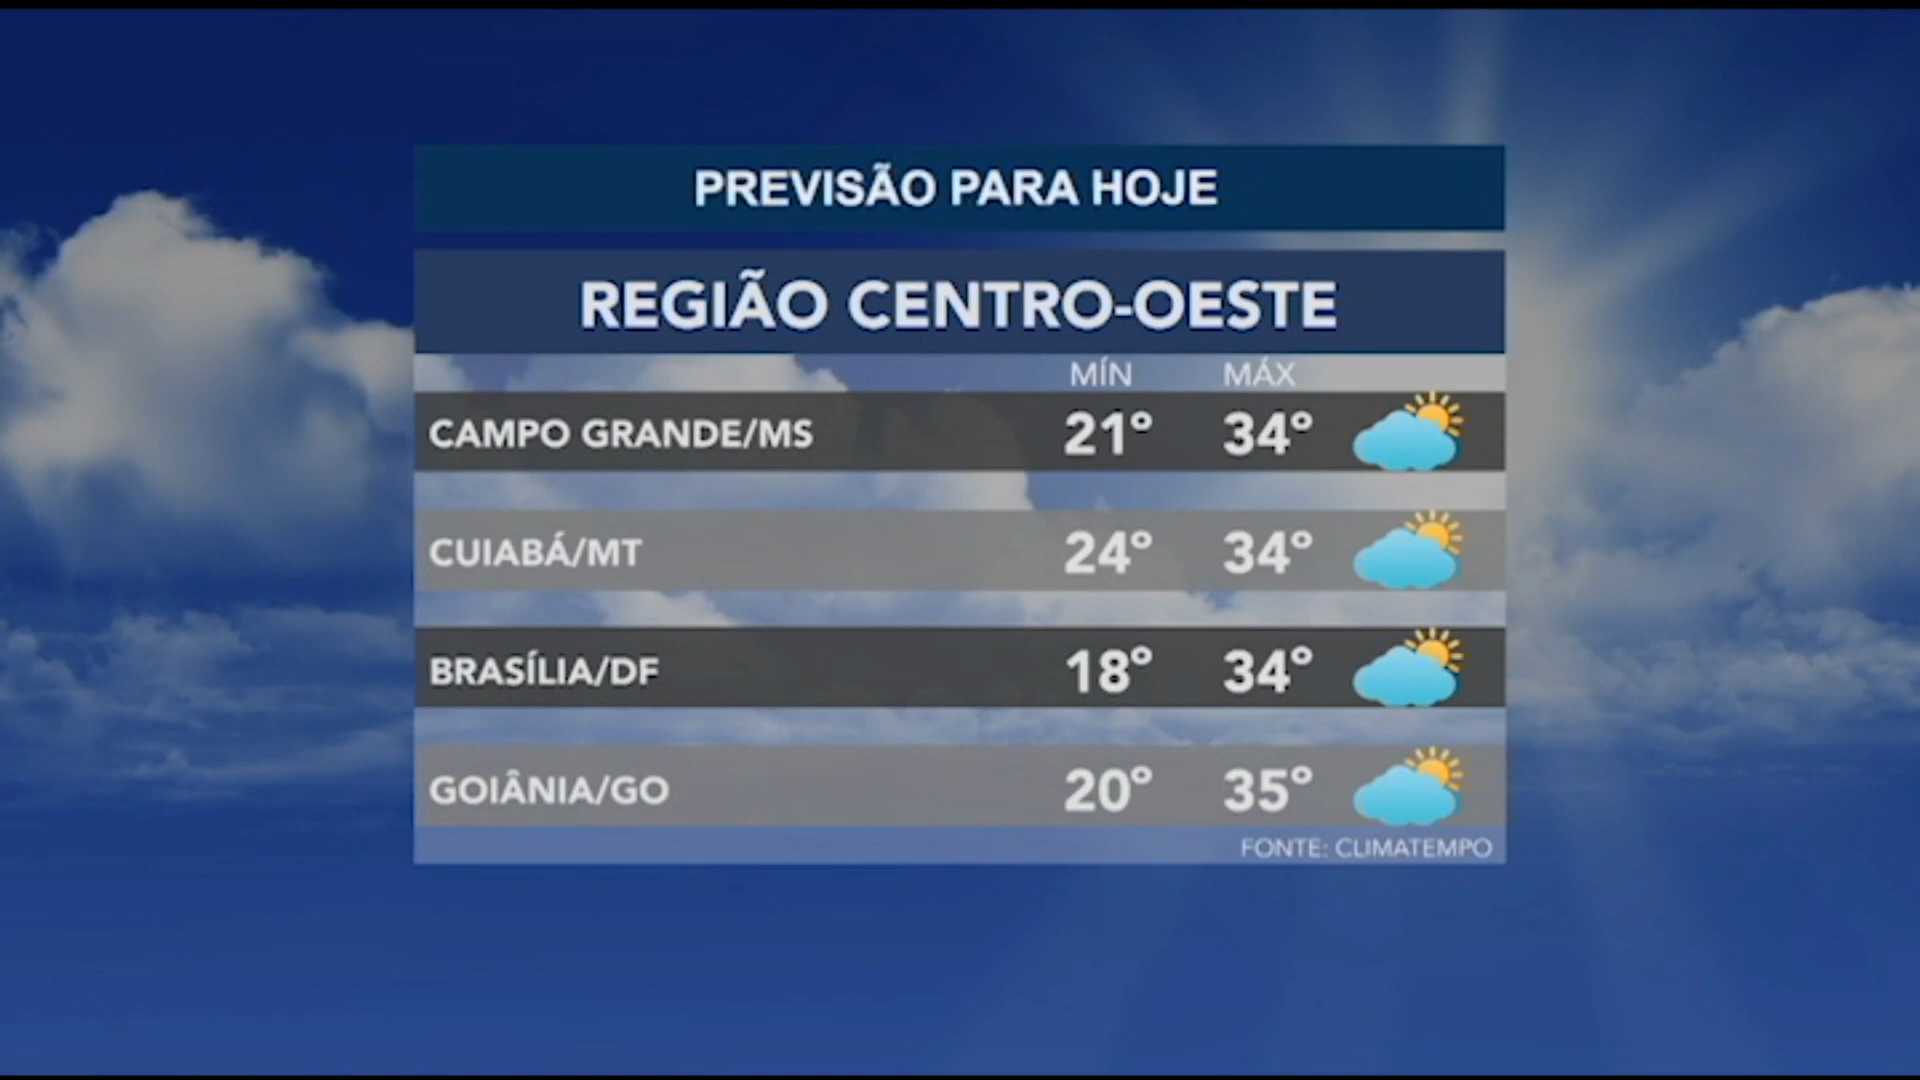 PREVISÃO PARA HOJE
REGIÃO CENTRO-OESTE
MÍN MÁX
CAMPO GRANDE/MS 21° 34°
CUIABÁ/MT 24° 34°
BRASÍLIA/DF 18° 34°
GOIÂNIA/GO 20° 35°
FONTE: CLIMATEMPO